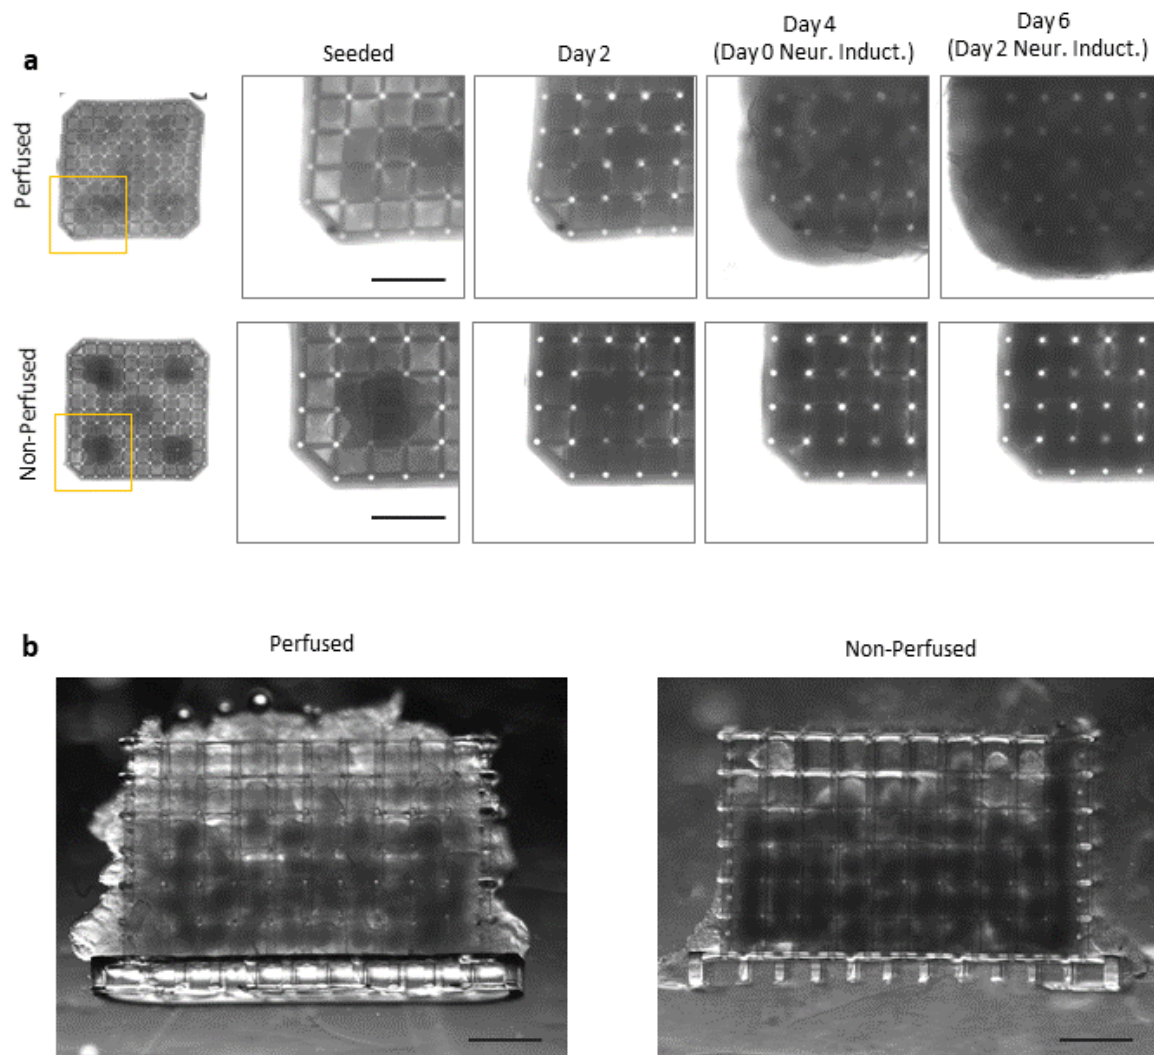 a
Seeded
Day 2
Day 4
(Day 0 Neur. Induct.)
Day 6
(Day 2 Neur. Induct.)
Perfused
Non-Perfused
b
Perfused
Non-Perfused